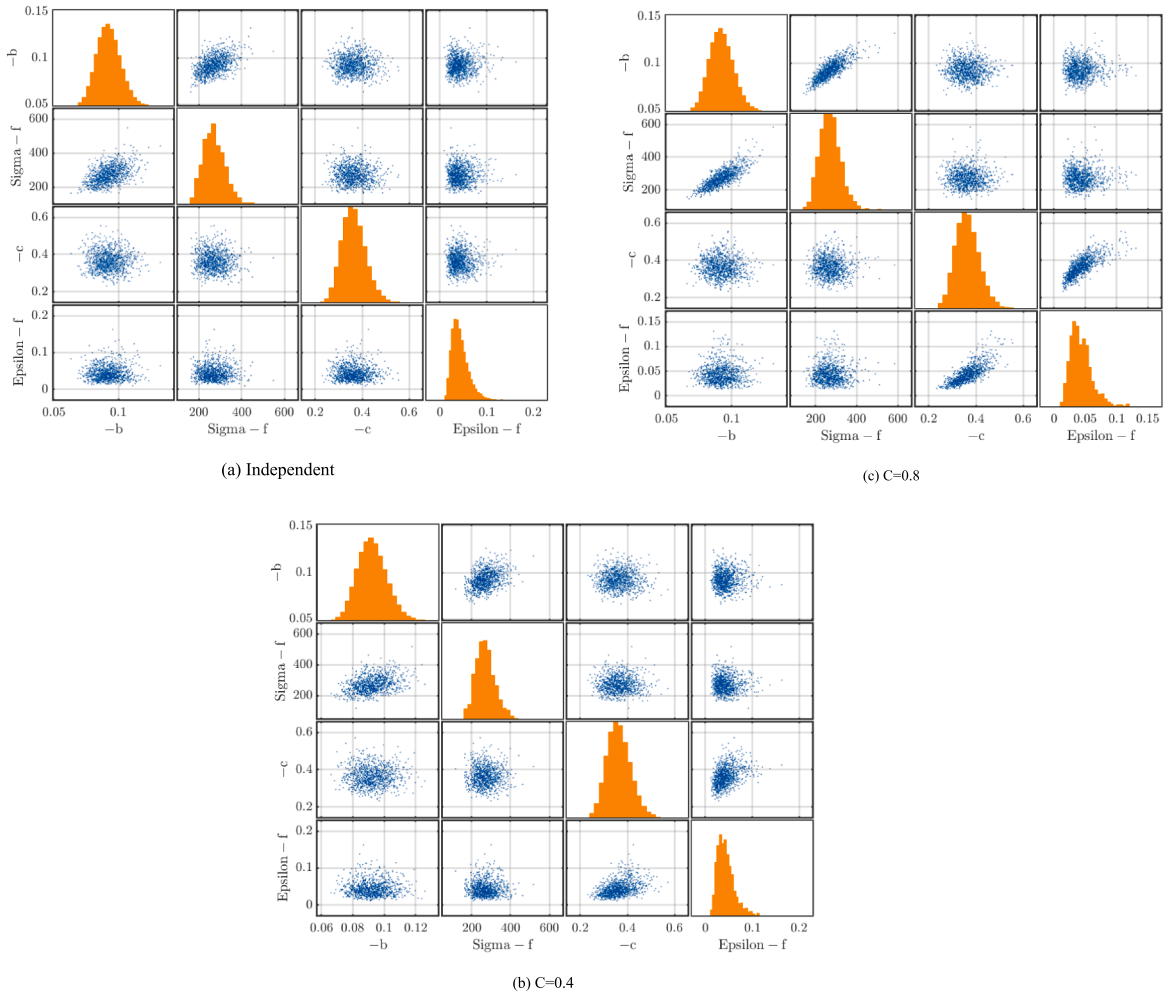 0.15
−b
0.1
0.05
600
Sigma − f
400
200
0.6
−c
0.4
0.2
0.2
Epsilon − f
0.1
0
0.05 0.1 200 400 600 0.2 0.4 0.6 0 0.1 0.2
−b Sigma − f −c Epsilon − f
(a) Independent
0.15
−b
0.1
0.05
600
Sigma − f
400
200
0.6
−c
0.4
0.2
0.15
Epsilon − f
0.1
0.05
0
0.05 0.1 200 400 600 0.2 0.4 0.6 0 0.05 0.1 0.15
−b Sigma − f −c Epsilon − f
(c) C=0.8
0.15
−b
0.1
0.05
600
Sigma − f
400
200
0.6
−c
0.4
0.2
0.2
Epsilon − f
0.1
0
0.06 0.08 0.1 0.12 200 400 600 0.2 0.4 0.6 0 0.1 0.2
−b Sigma − f −c Epsilon − f
(b) C=0.4